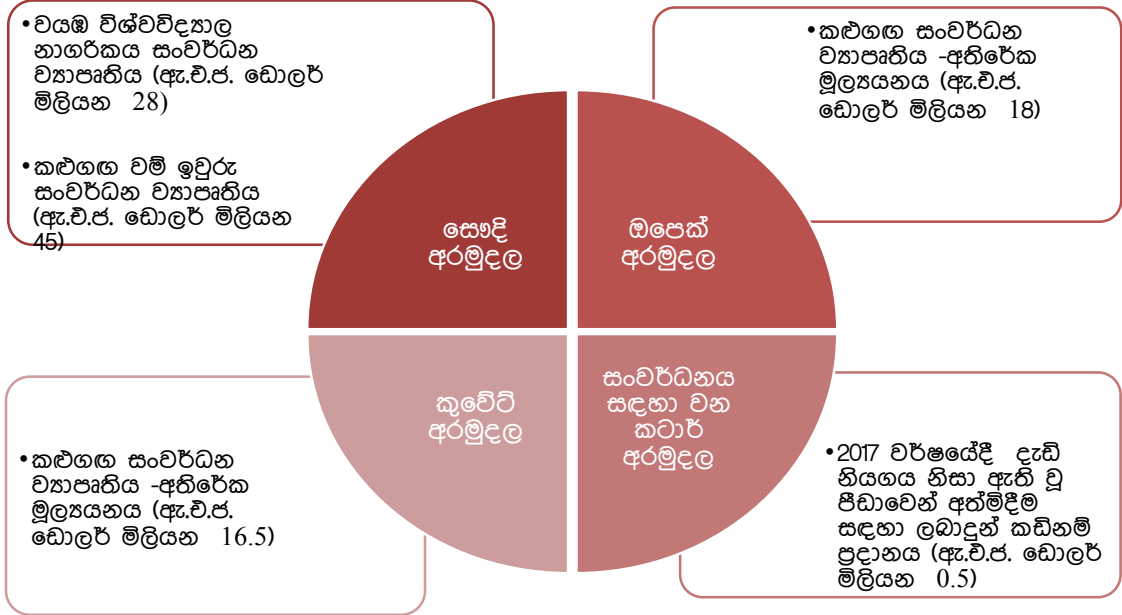 •වයඹ විශ්වවිද්‍යාල
නාගරිකය සංවර්ධන
ව්‍යාපෘතිය (ඇ.එ.ජ. ඩොලර්
මිලියන 28)
•කළුගඟ වම් ඉවුරු
සංවර්ධන ව්‍යාපෘතිය
(ඇ.එ.ජ. ඩොලර් මිලියන
45)
•කළුගඟ සංවර්ධන
ව්‍යාපෘතිය -අතිරේක
මූල්‍යයනය (ඇ.එ.ජ.
ඩොලර් මිලියන 18)
සෞදි
අරමුදල
ඔපෙක්
අරමුදල
කුවේට්
අරමුදල
සංවර්ධනය
සඳහා වන
කටාර්
අරමුදල
•කළුගඟ සංවර්ධන
ව්‍යාපෘතිය -අතිරේක
මූල්‍යයනය (ඇ.එ.ජ.
ඩොලර් මිලියන 16.5)
•2017 වර්ෂයේදී දැඩි
නියගය නිසා ඇති වූ
පීඩාවෙන් අත්මිදීම
සඳහා ලබාදුන් කඩිනම්
ප්‍රදානය (ඇ.එ.ජ. ඩොලර්
මිලියන 0.5)